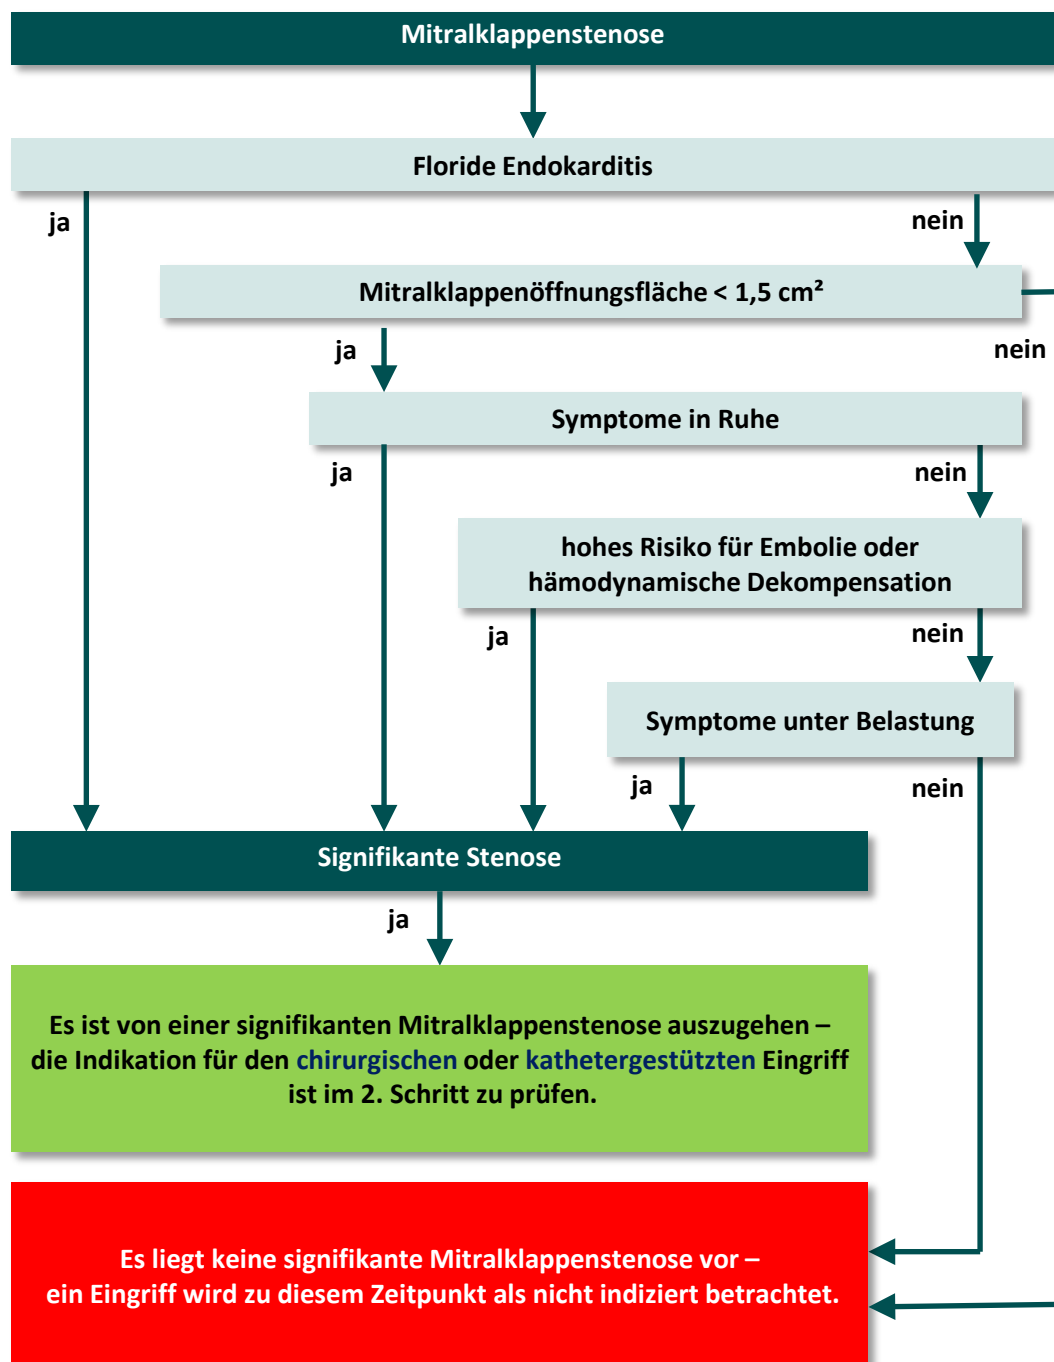 Mitralklappenstenose
Floride Endokarditis
ja
nein
Mitralklappenöffnungsfläche < 1,5 cm²
ja
nein
Symptome in Ruhe
ja
nein
hohes Risiko für Embolie oder
hämodynamische Dekompensation
ja
nein
Symptome unter Belastung
ja
nein
Signifikante Stenose
ja
Es ist von einer signifikanten Mitralklappenstenose auszugehen –
die Indikation für den chirurgischen oder kathetergestützten Eingriff
ist im 2. Schritt zu prüfen.
Es liegt keine signifikante Mitralklappenstenose vor –
ein Eingriff wird zu diesem Zeitpunkt als nicht indiziert betrachtet.